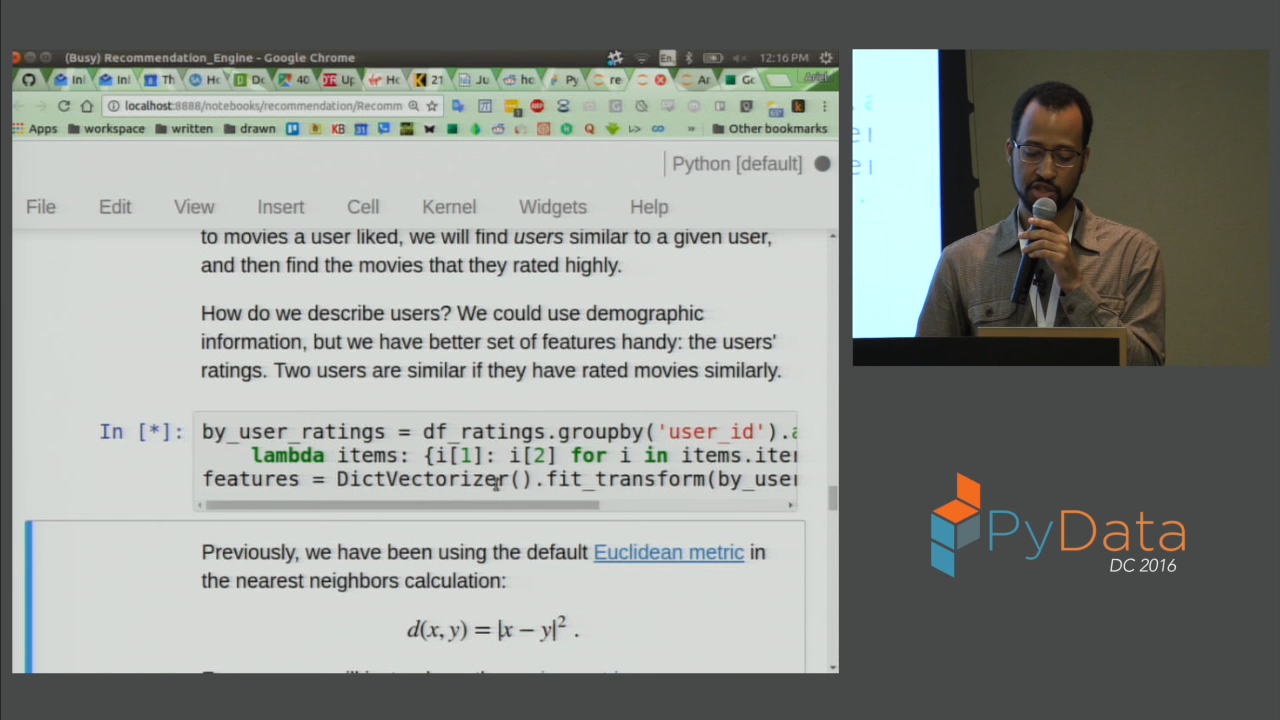 (Busy) Recommendation_Engine - Google Chrome
En
12:16 PM
40
21
Ariel
localhost:8888/notebooks/recommendation/Recomm
Apps workspace written drawn KB Other bookmarks
Python [default]
File Edit View Insert Cell Kernel Widgets Help
to movies a user liked, we will find users similar to a given user,
and then find the movies that they rated highly.
How do we describe users? We could use demographic
information, but we have better set of features handy: the users'
ratings. Two users are similar if they have rated movies similarly.
In [*]: by_user_ratings = df_ratings.groupby('user_id').a
lambda items: {i[1]: i[2] for i in items.iter
features = DictVectorizer().fit_transform(by_user
Previously, we have been using the default Euclidean metric in
the nearest neighbors calculation:
d(x, y) = |x − y|² .
PyData
DC 2016